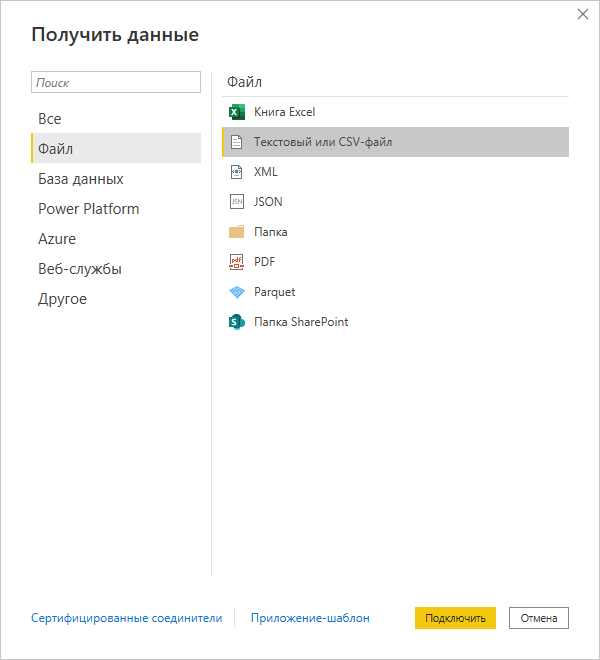 Получить данные
Поиск
Все
Файл
База данных
Power Platform
Azure
Веб-службы
Другое
Файл
Книга Excel
Текстовый или CSV-файл
XML
JSON
Папка
PDF
Parquet
Папка SharePoint
Сертифицированные соединители
Приложение-шаблон
Подключить
Отмена